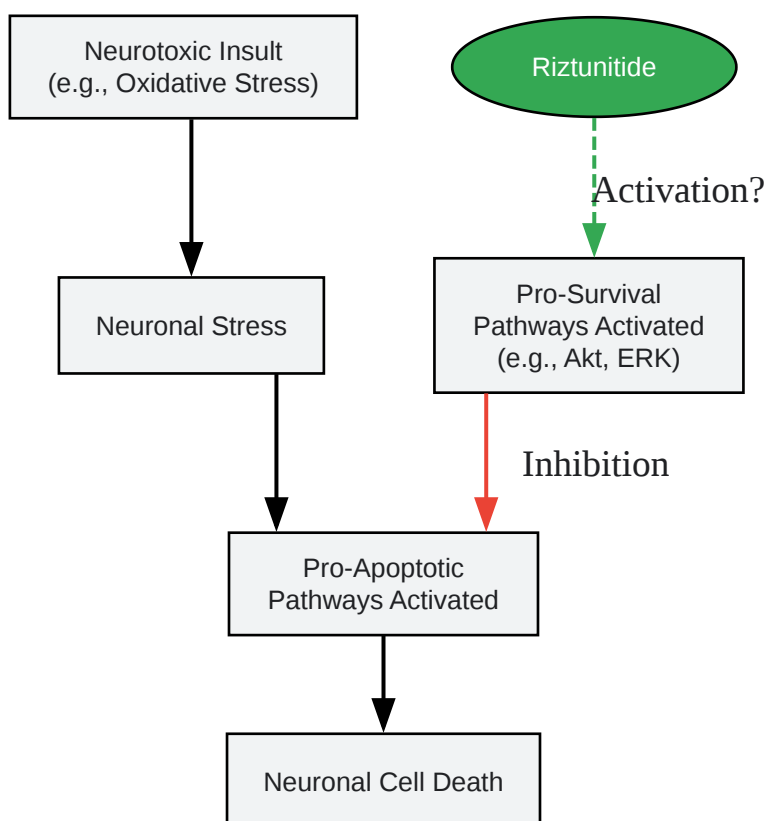 Neurotoxic Insult
(e.g., Oxidative Stress)
Riztunitide
Activation?
Neuronal Stress
Pro-Survival
Pathways Activated
(e.g., Akt, ERK)
Inhibition
Pro-Apoptotic
Pathways Activated
Neuronal Cell Death